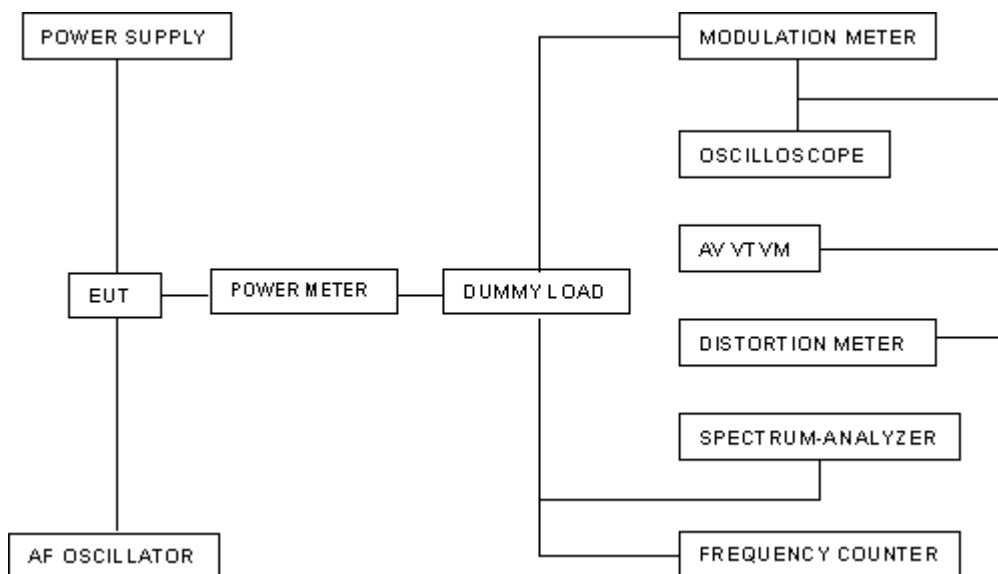 POWER SUPPLY
MODULATION METER
OSCILLOSCOPE
AV VTVM
EUT
POWER METER
DUMMY LOAD
DISTORTION METER
SPECTRUM-ANALYZER
AF OSCILLATOR
FREQUENCY COUNTER